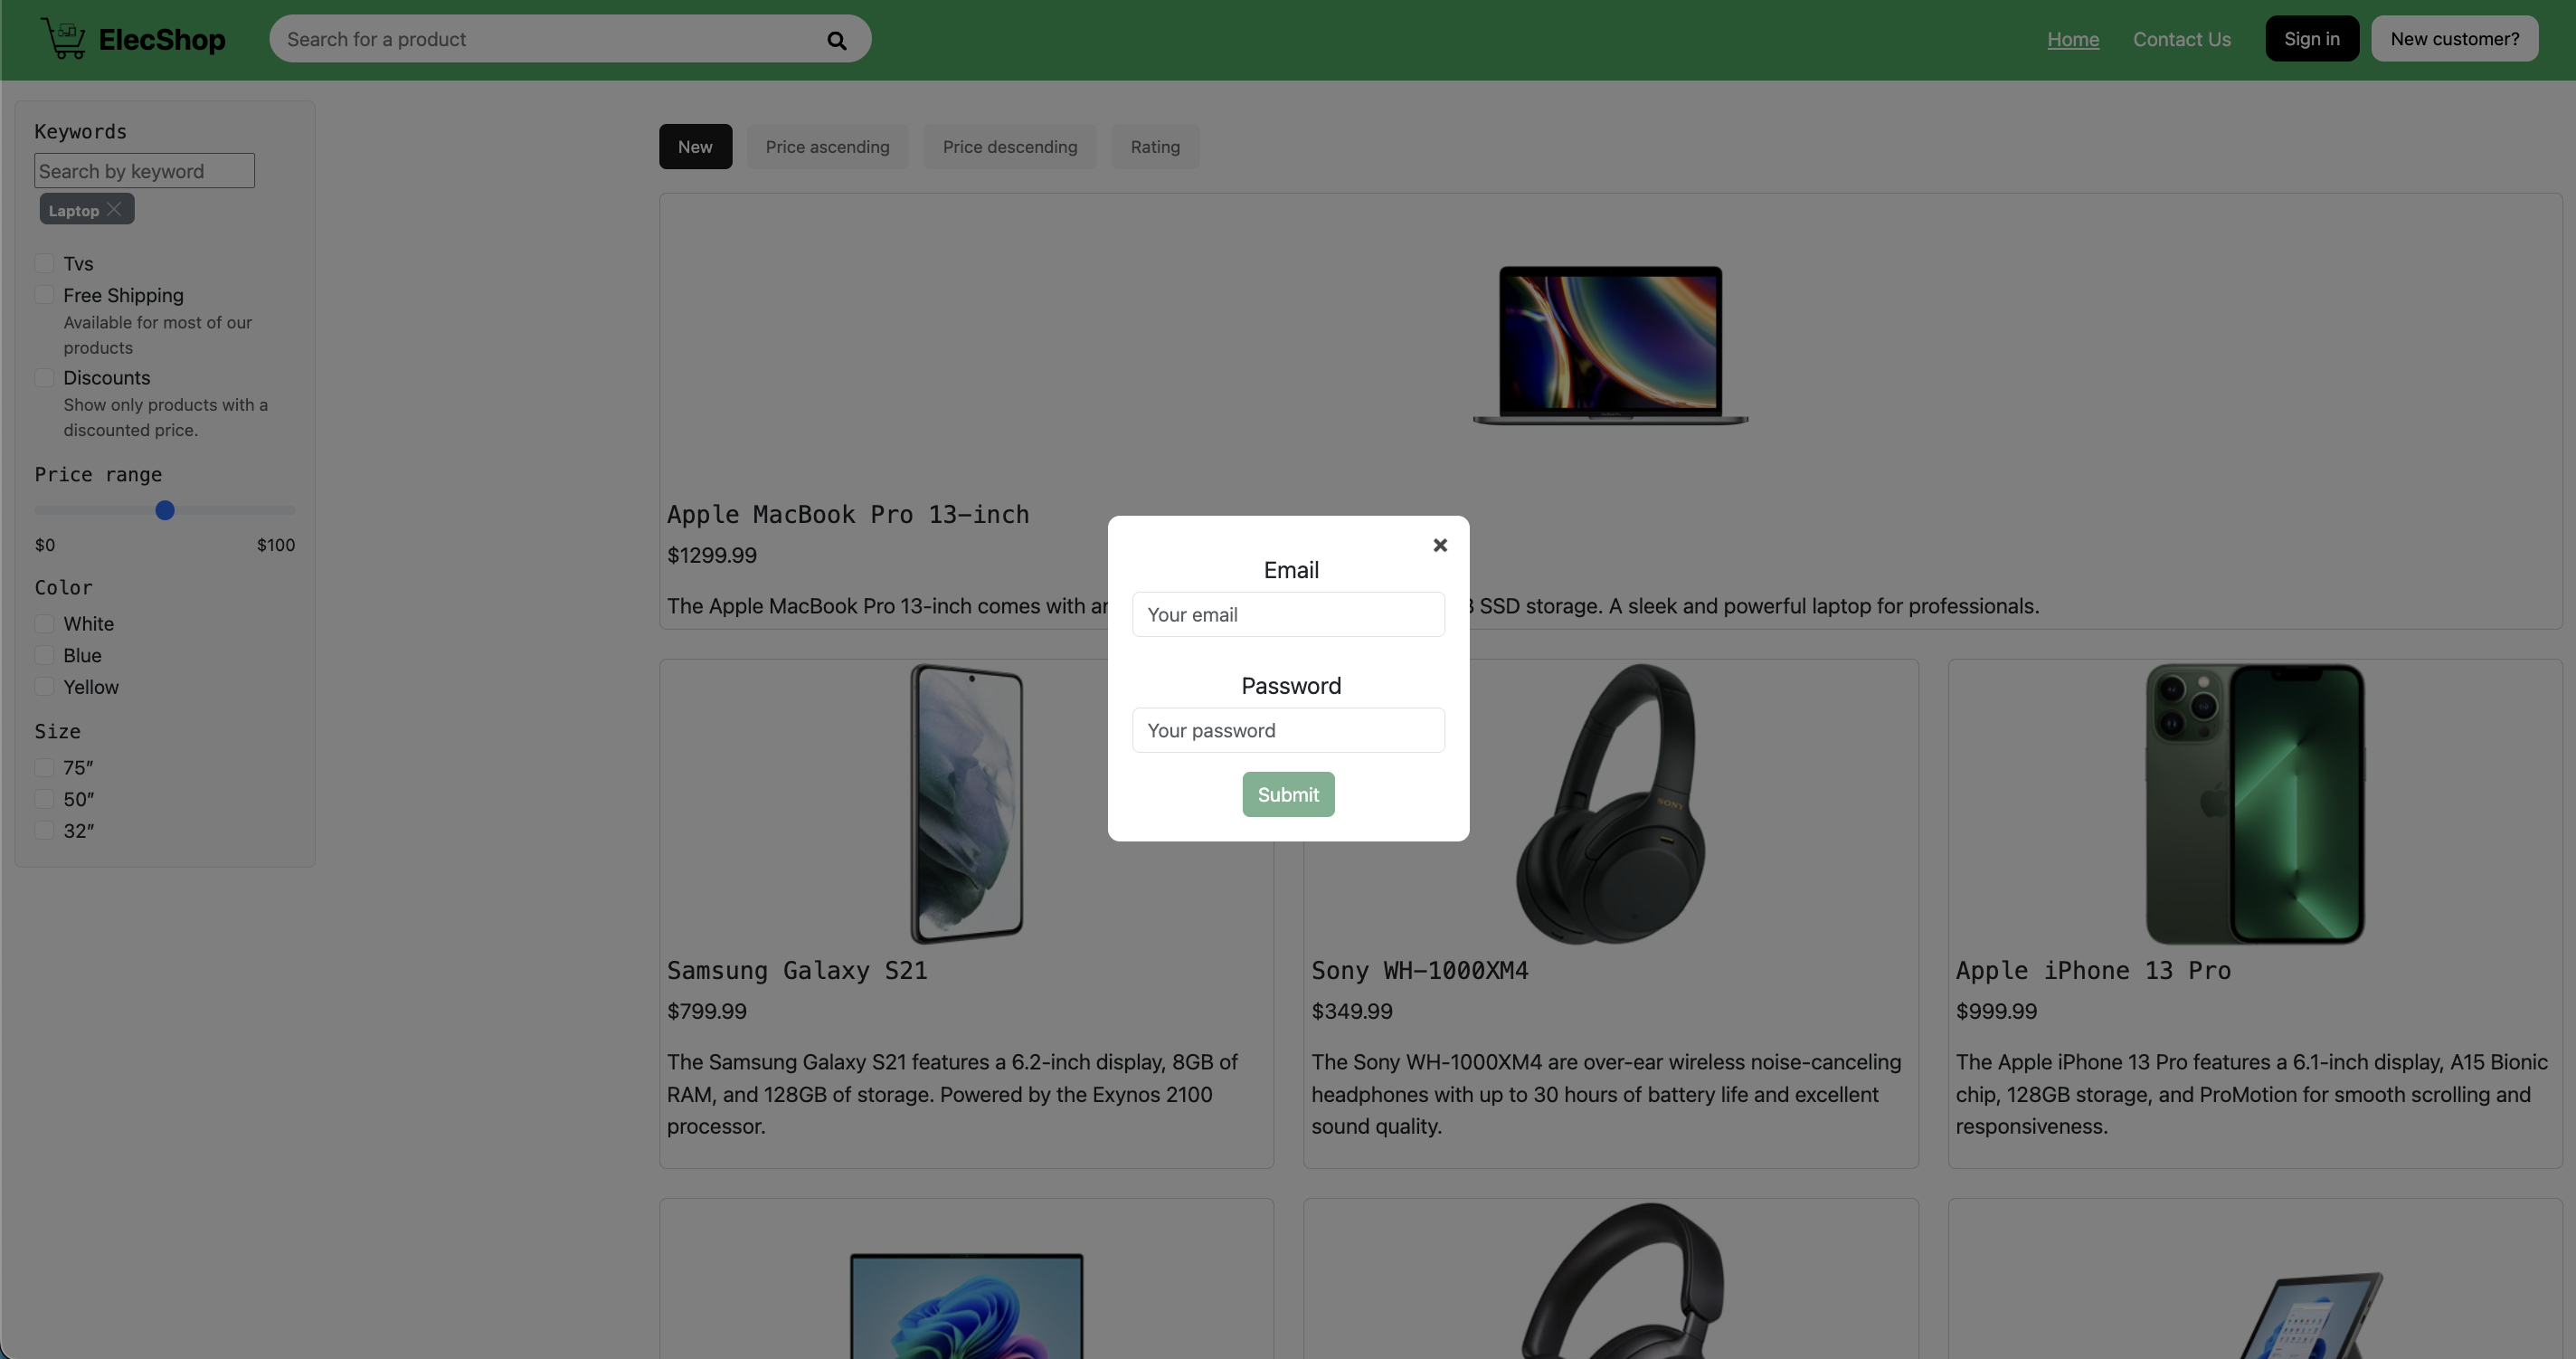 ElecShop
Search for a product
Home
Contact Us
Sign in
New customer?
Keywords
Search by keyword
Laptop
Tvs
Free Shipping
Available for most of our
products
Discounts
Show only products with a
discounted price.
Price range
$0
$100
Color
White
Blue
Yellow
Size
75”
50”
32”
New
Price ascending
Price descending
Rating
Apple MacBook Pro 13-inch
$1299.99
The Apple MacBook Pro 13-inch comes with
SSD storage. A sleek and powerful laptop for professionals.
Email
Your email
Password
Your password
Submit
Samsung Galaxy S21
$799.99
The Samsung Galaxy S21 features a 6.2-inch display, 8GB of
RAM, and 128GB of storage. Powered by the Exynos 2100
processor.
SONY
Sony WH-1000XM4
$349.99
The Sony WH-1000XM4 are over-ear wireless noise-canceling
headphones with up to 30 hours of battery life and excellent
sound quality.
Apple iPhone 13 Pro
$999.99
The Apple iPhone 13 Pro features a 6.1-inch display, A15 Bionic
chip, 128GB storage, and ProMotion for smooth scrolling and
responsiveness.